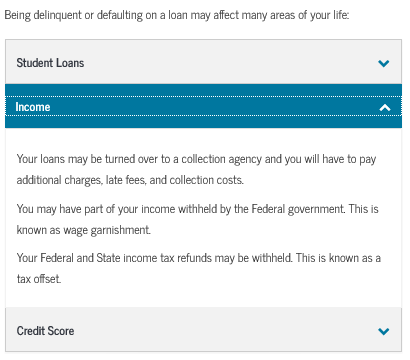 Being delinquent or defaulting on a loan may affect many areas of your life:
Student Loans
Income
Your loans may be turned over to a collection agency and you will have to pay
additional charges, late fees, and collection costs.
You may have part of your income withheld by the Federal government. This is
known as wage garnishment.
Your Federal and State income tax refunds may be withheld. This is known as a
tax offset.
Credit Score